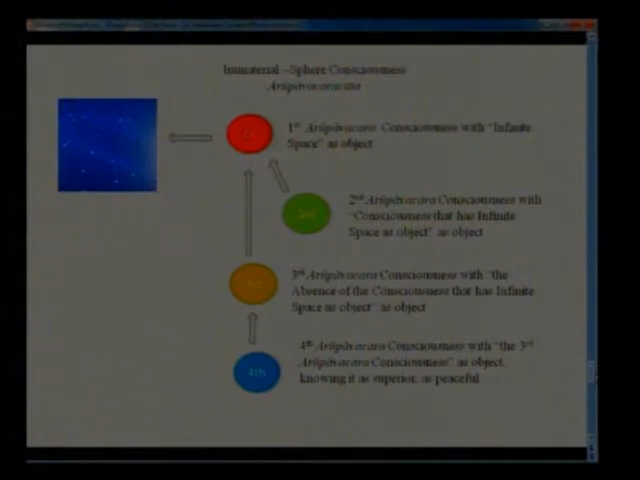 Immaterial –Sphere Consciousness
Arūpāvacaracitta
1st Arūpāvacara Consciousness with "Infinite
Space" as object
2nd
2nd Arūpāvacara Consciousness with
"Consciousness that has Infinite
Space as object" as object
3rd Arūpāvacara Consciousness with "the
Absence of the Consciousness that has Infinite
Space as object" as object
4th
4th Arūpāvacara Consciousness with "the 3rd
Arūpāvacara Consciousness" as object,
knowing it as superior, as peaceful